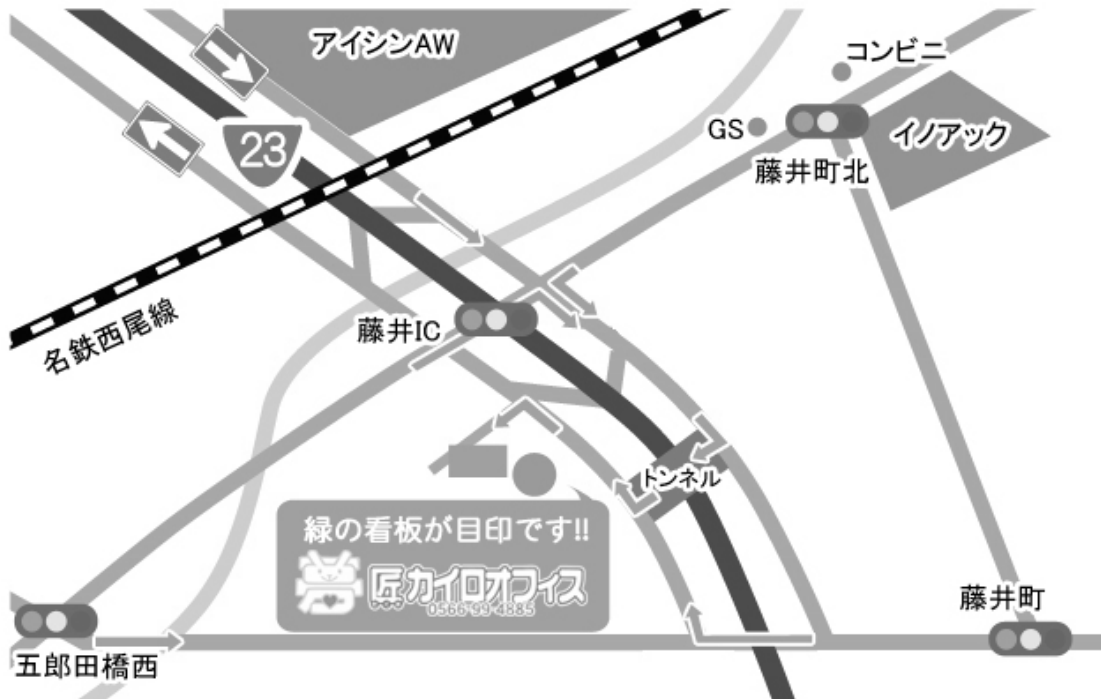 アイシンAW
コンビニ
23
GS
イノアック
藤井町北
名鉄西尾線
藤井IC
トンネル
緑の看板が目印です!!
匠カイロオフィス
0566-99-4885
藤井町
五郎田橋西